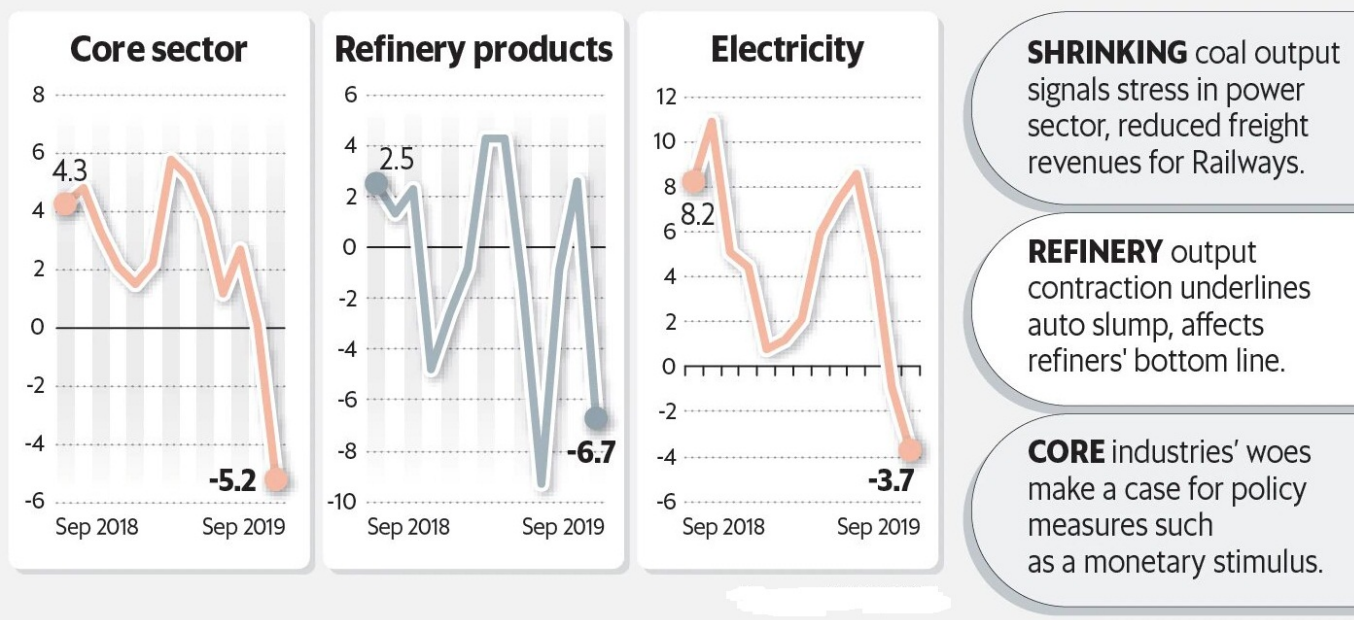 Core sector
8
6
4
2
0
-2
-4
-6
4.3
-5.2
Sep 2018
Sep 2019
Refinery products
6
4
2
0
-2
-4
-6
-8
-10
2.5
-6.7
Sep 2018
Sep 2019
Electricity
12
10
8
6
4
2
0
-2
-4
-6
8.2
-3.7
Sep 2018
Sep 2019
SHRINKING coal output
signals stress in power
sector, reduced freight
revenues for Railways.
REFINERY output
contraction underlines
auto slump, affects
refiners' bottom line.
CORE industries’ woes
make a case for policy
measures such
as a monetary stimulus.